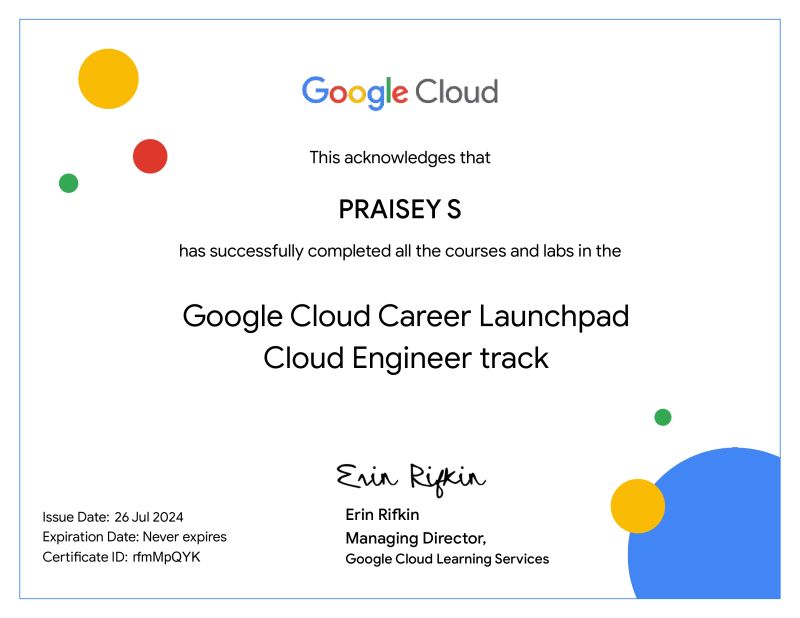 Google Cloud
This acknowledges that
PRAISEY S
has successfully completed all the courses and labs in the
Google Cloud Career Launchpad
Cloud Engineer track
Erin Rifkin
Issue Date: 26 Jul 2024
Expiration Date: Never expires
Certificate ID: rfmMpQYK
Erin Rifkin
Managing Director,
Google Cloud Learning Services